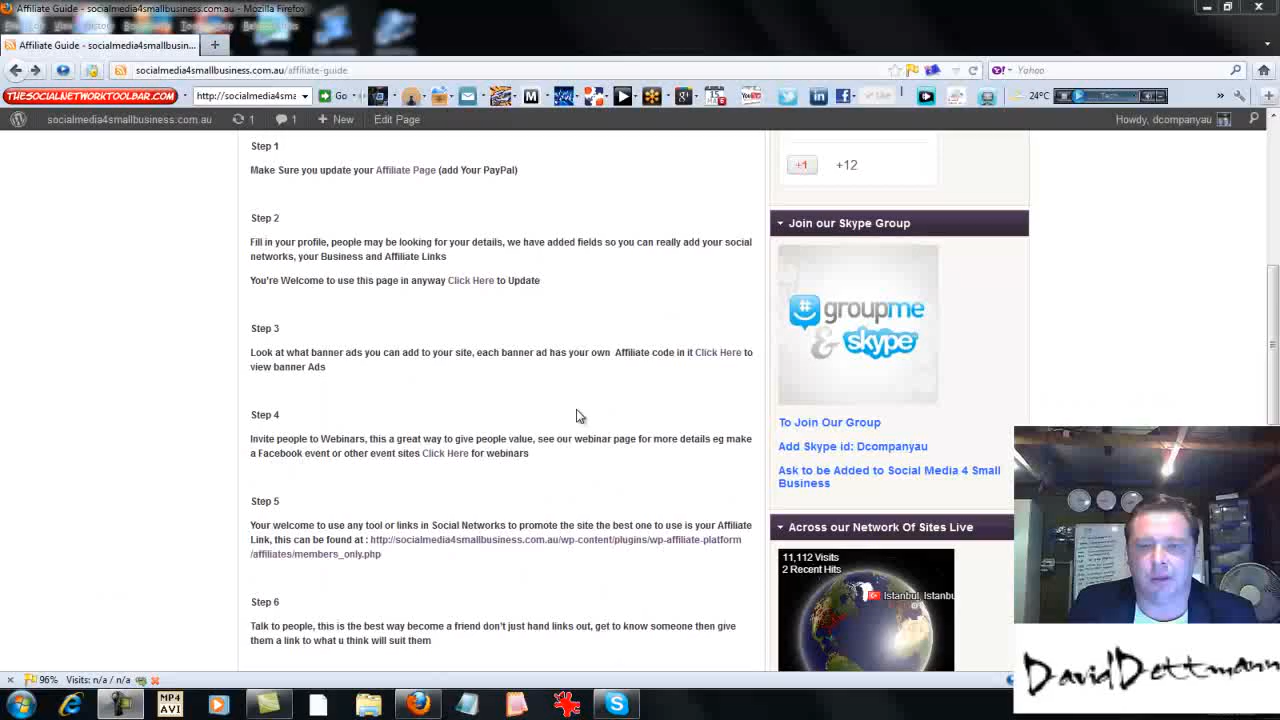 Affiliate Guide - socialmedia4smallbusiness.com.au - Mozilla Firefox
Affiliate Guide - socialmedia4smallbusin...
socialmedia4smallbusiness.com.au/affiliate-guide
Yahoo
THESOCIALNETWORKTOOLBAR.COM
http://socialmedia4sma
Go
24°C
socialmedia4smallbusiness.com.au
1
1
New
Edit Page
Howdy, dcompanyau
Step 1
Make Sure you update your Affiliate Page (add Your PayPal)
Step 2
Fill in your profile, people may be looking for your details, we have added fields so you can really add your social
networks, your Business and Affiliate Links
You're Welcome to use this page in anyway Click Here to Update
Step 3
Look at what banner ads you can add to your site, each banner ad has your own Affiliate code in it Click Here to
view banner Ads
Step 4
Invite people to Webinars, this a great way to give people value, see our webinar page for more details eg make
a Facebook event or other event sites Click Here for webinars
Step 5
Your welcome to use any tool or links in Social Networks to promote the site the best one to use is your Affiliate
Link, this can be found at : http://socialmedia4smallbusiness.com.au/wp-content/plugins/wp-affiliate-platform
/affiliates/members_only.php
Step 6
Talk to people, this is the best way become a friend don't just hand links out, get to know someone then give
them a link to what u think will suit them
+1
+12
Join our Skype Group
groupme
& skype
To Join Our Group
Add Skype id: Dcompanyau
Ask to be Added to Social Media 4 Small
Business
Across our Network Of Sites Live
11,112 Visits
2 Recent Hits
Istanbul, Istanbu
David Dettmann
96% Visits: n/a / n/a
MP4
AVI